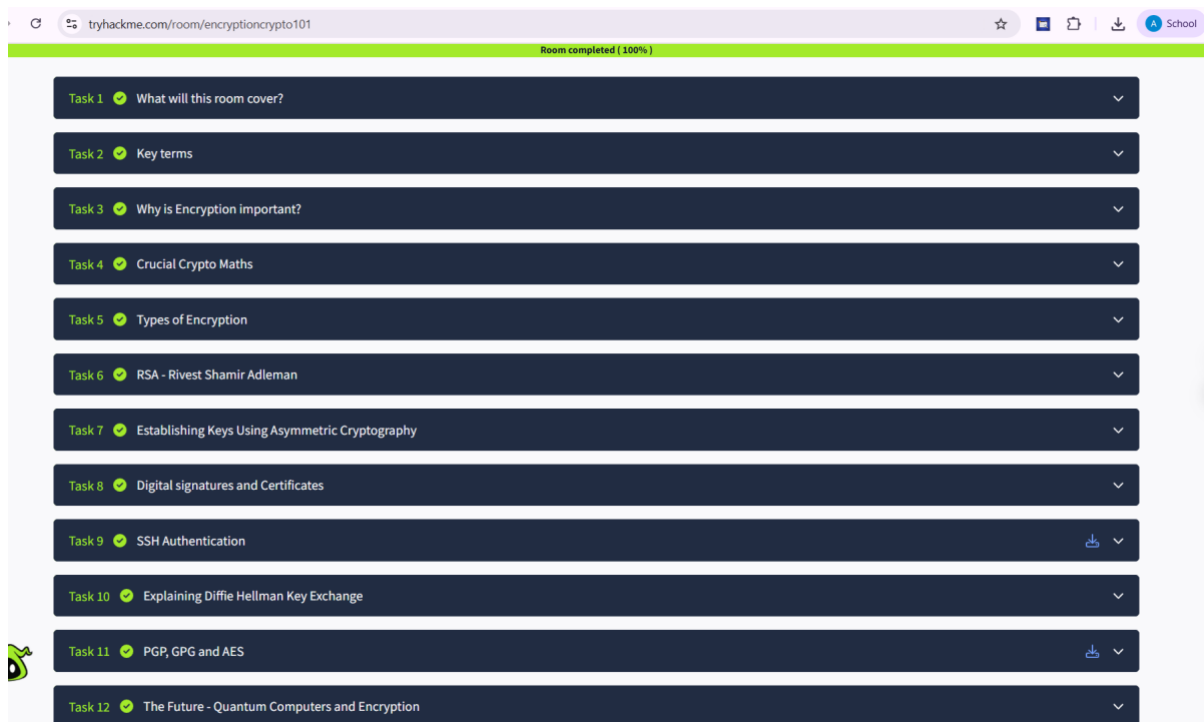 tryhackme.com/room/encryptioncrypto101
A School
Room completed ( 100% )
Task 1 What will this room cover?
Task 2 Key terms
Task 3 Why is Encryption important?
Task 4 Crucial Crypto Maths
Task 5 Types of Encryption
Task 6 RSA - Rivest Shamir Adleman
Task 7 Establishing Keys Using Asymmetric Cryptography
Task 8 Digital signatures and Certificates
Task 9 SSH Authentication
Task 10 Explaining Diffie Hellman Key Exchange
Task 11 PGP, GPG and AES
Task 12 The Future - Quantum Computers and Encryption